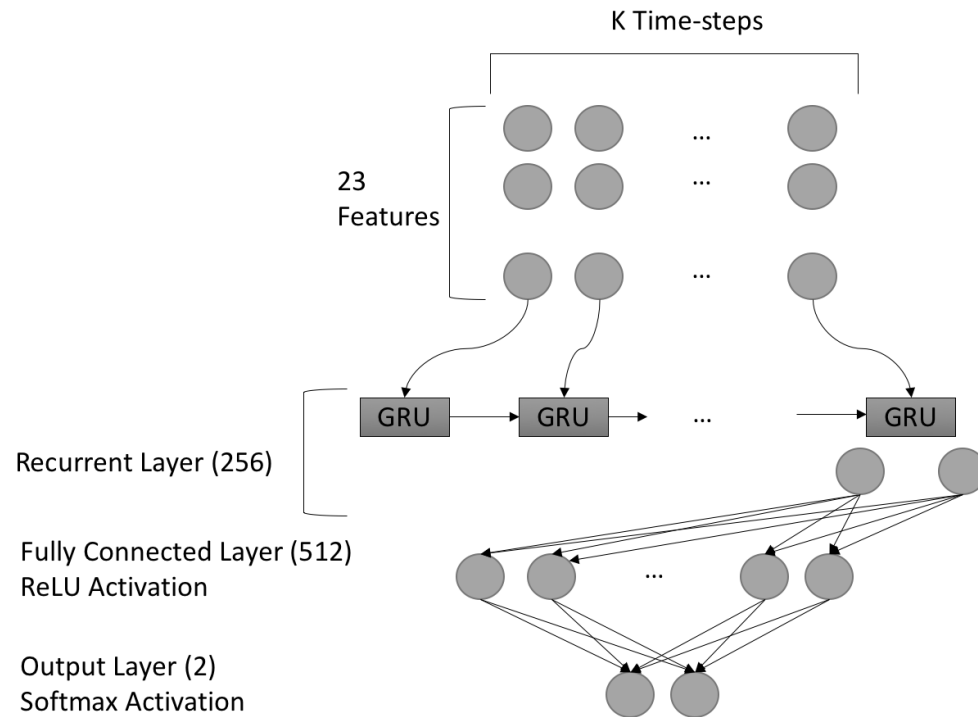 K Time-steps
...
23
Features
...
...
GRU
GRU
...
GRU
Recurrent Layer (256)
Fully Connected Layer (512)
ReLU Activation
...
Output Layer (2)
Softmax Activation